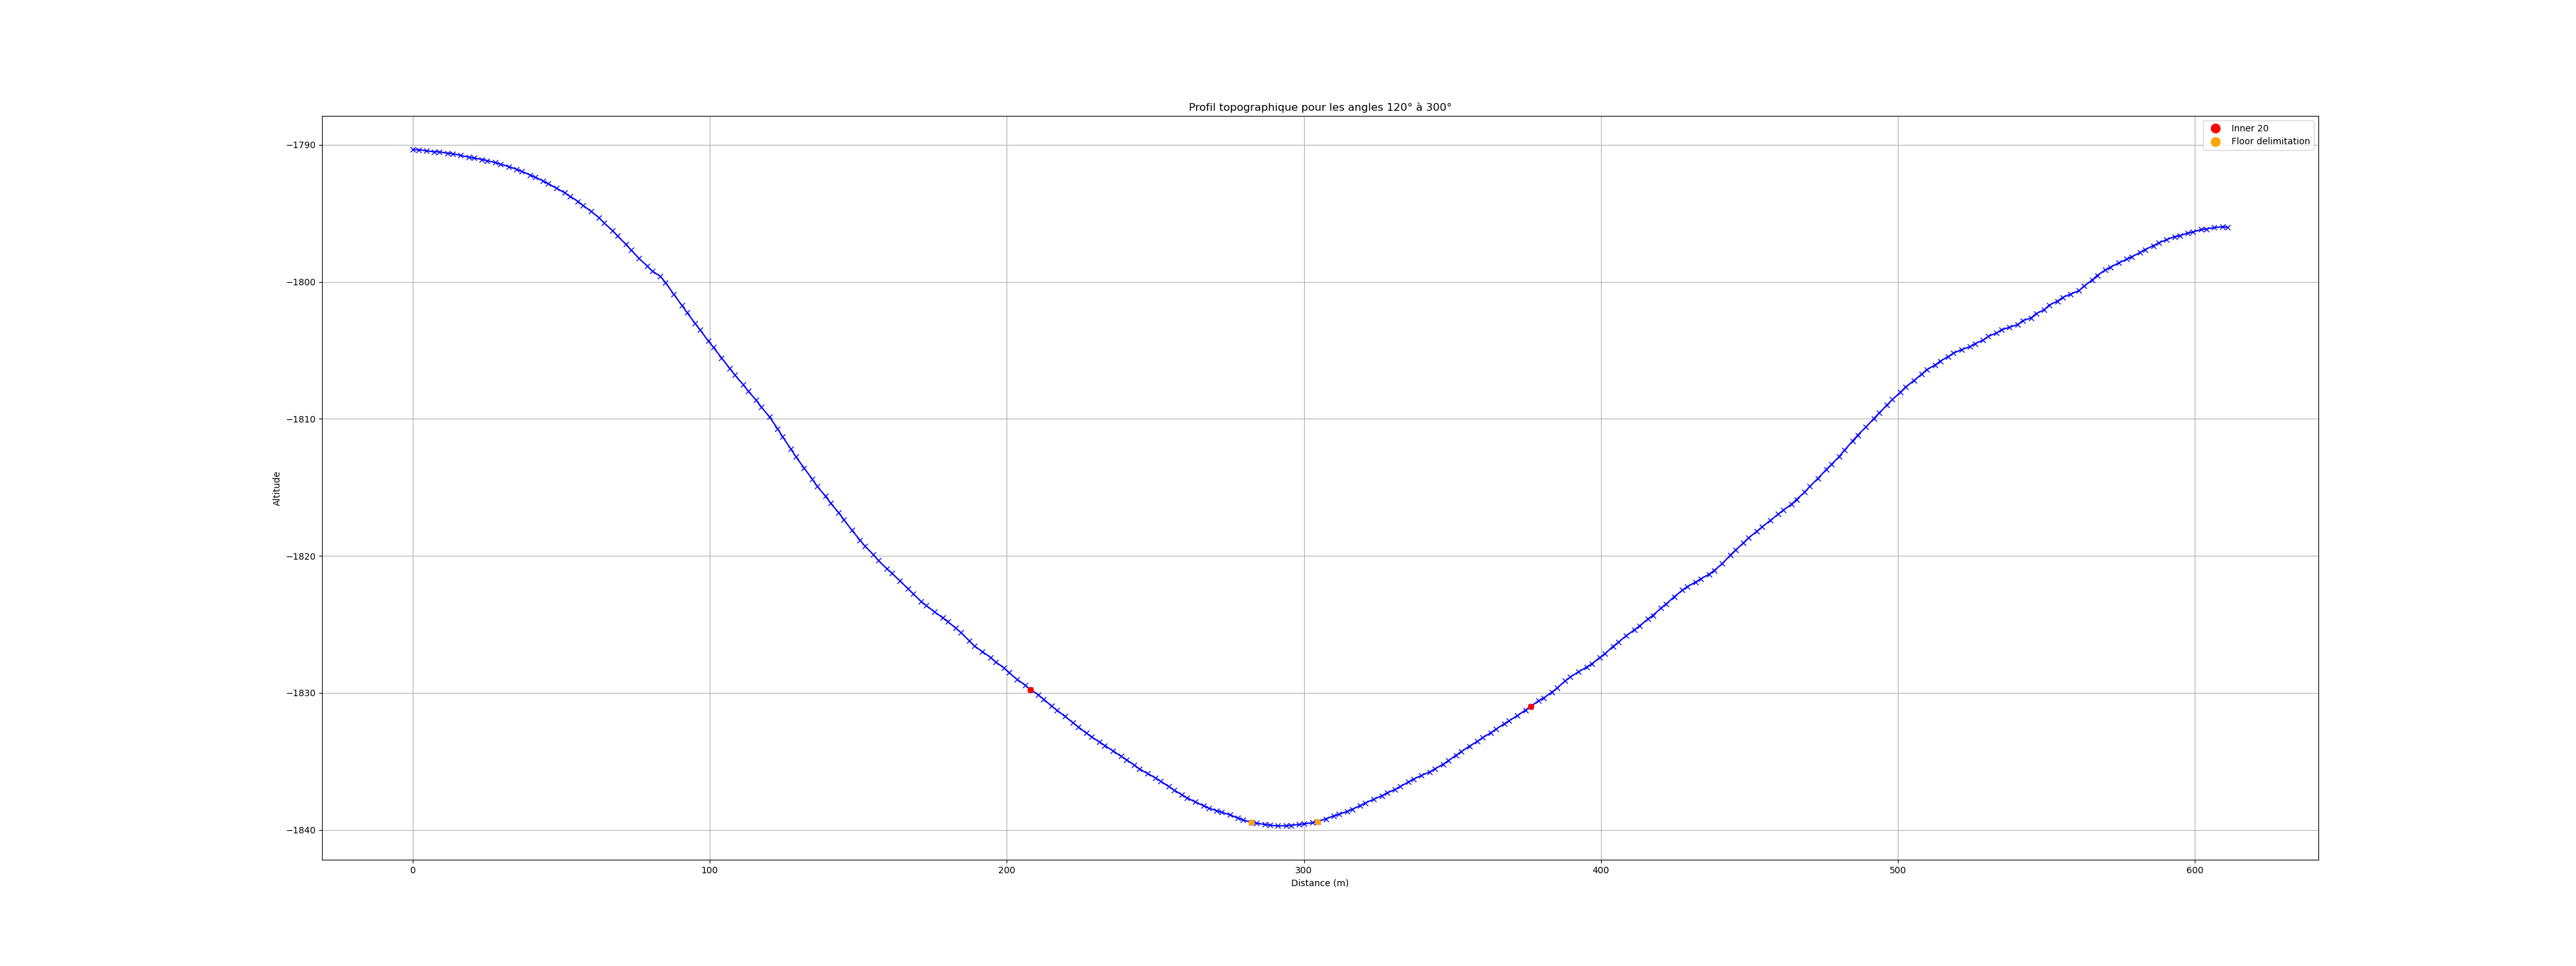 Profil topographique pour les angles 120° à 300°
Inner 20
Floor delimitation
Altitude
−1790
−1800
−1810
−1820
−1830
−1840
0
100
200
300
400
500
600
Distance (m)